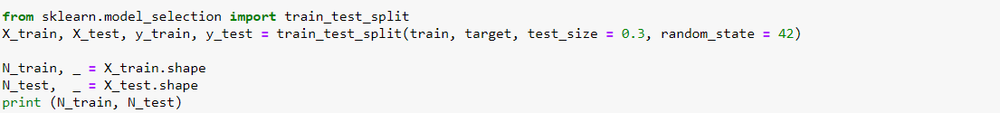 from sklearn.model_selection import train_test_split
X_train, X_test, y_train, y_test = train_test_split(train, target, test_size = 0.3, random_state = 42)
N_train, _ = X_train.shape
N_test,  _ = X_test.shape
print (N_train, N_test)